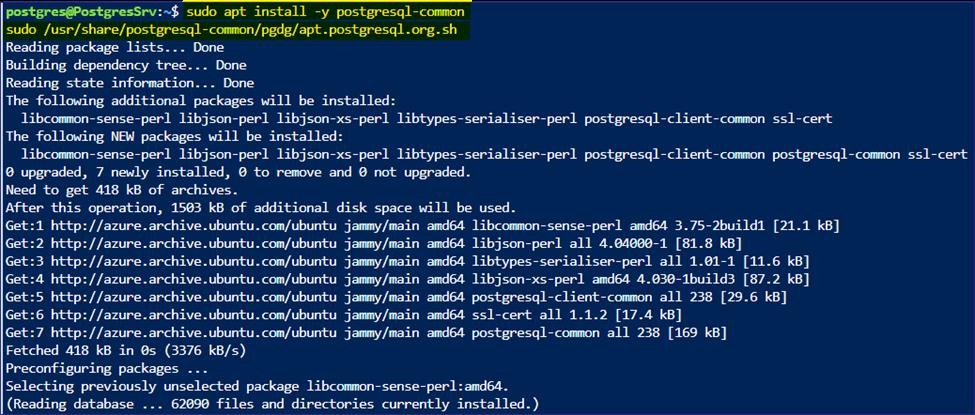 postgres@PostgresSrv:~$ sudo apt install -y postgresql-common
sudo /usr/share/postgresql-common/pgdg/apt.postgresql.org.sh
Reading package lists... Done
Building dependency tree... Done
Reading state information... Done
The following additional packages will be installed:
  libcommon-sense-perl libjson-perl libjson-xs-perl libtypes-serialiser-perl postgresql-client-common ssl-cert
The following NEW packages will be installed:
  libcommon-sense-perl libjson-perl libjson-xs-perl libtypes-serialiser-perl postgresql-client-common postgresql-common ssl-cert
0 upgraded, 7 newly installed, 0 to remove and 0 not upgraded.
Need to get 418 kB of archives.
After this operation, 1503 kB of additional disk space will be used.
Get:1 http://azure.archive.ubuntu.com/ubuntu jammy/main amd64 libcommon-sense-perl amd64 3.75-2build1 [21.1 kB]
Get:2 http://azure.archive.ubuntu.com/ubuntu jammy/main amd64 libjson-perl all 4.04000-1 [81.8 kB]
Get:3 http://azure.archive.ubuntu.com/ubuntu jammy/main amd64 libtypes-serialiser-perl all 1.01-1 [11.6 kB]
Get:4 http://azure.archive.ubuntu.com/ubuntu jammy/main amd64 libjson-xs-perl amd64 4.030-1build3 [87.2 kB]
Get:5 http://azure.archive.ubuntu.com/ubuntu jammy/main amd64 postgresql-client-common all 238 [29.6 kB]
Get:6 http://azure.archive.ubuntu.com/ubuntu jammy/main amd64 ssl-cert all 1.1.2 [17.4 kB]
Get:7 http://azure.archive.ubuntu.com/ubuntu jammy/main amd64 postgresql-common all 238 [169 kB]
Fetched 418 kB in 0s (3376 kB/s)
Preconfiguring packages ...
Selecting previously unselected package libcommon-sense-perl:amd64.
(Reading database ... 62090 files and directories currently installed.)